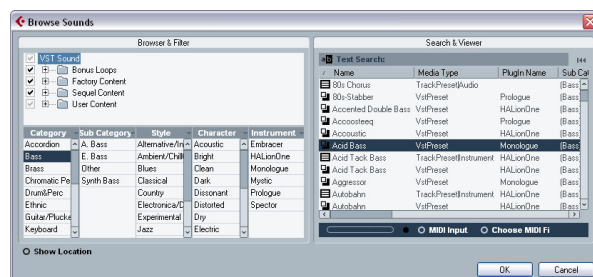 Browse Sounds
Browser & Filter
VST Sound
Bonus Loops
Factory Content
Sequel Content
User Content
Category Sub Category Style Character Instrument
Accordion A. Bass Alternative/In Acoustic Embracer
Bass E. Bass Ambient/Chill Bright HALionOne
Brass Other Blues Clean Monologue
Chromatic Pe Synth Bass Classical Dark Mystic
Drum&Perc Country Dissonant Prologue
Ethnic Electronica/D Distorted Spector
Guitar/Plucke Experimental Dry
Keyboard Jazz Electric
Show Location
Search & Viewer
Text Search:
Name Media Type PlugIn Name Sub Cat
80s Chorus TrackPreset|Audio (Bass)
80s-Stabber VstPreset Prologue (Bass)
Accented Double Bass VstPreset HALionOne (Bass)
Accoosteeq VstPreset Prologue (Bass)
Accoustic VstPreset HALionOne (Bass)
Acid Bass VstPreset Monologue (Bass)
Acid Tack Bass TrackPreset|Instrument HALionOne (Bass)
Acid Tack Bass VstPreset HALionOne (Bass)
Aggressor VstPreset Monologue (Bass)
Autobahn TrackPreset|Instrument HALionOne (Bass)
Autobahn VstPreset HALionOne (Bass)
MIDI Input Choose MIDI Fi
OK Cancel